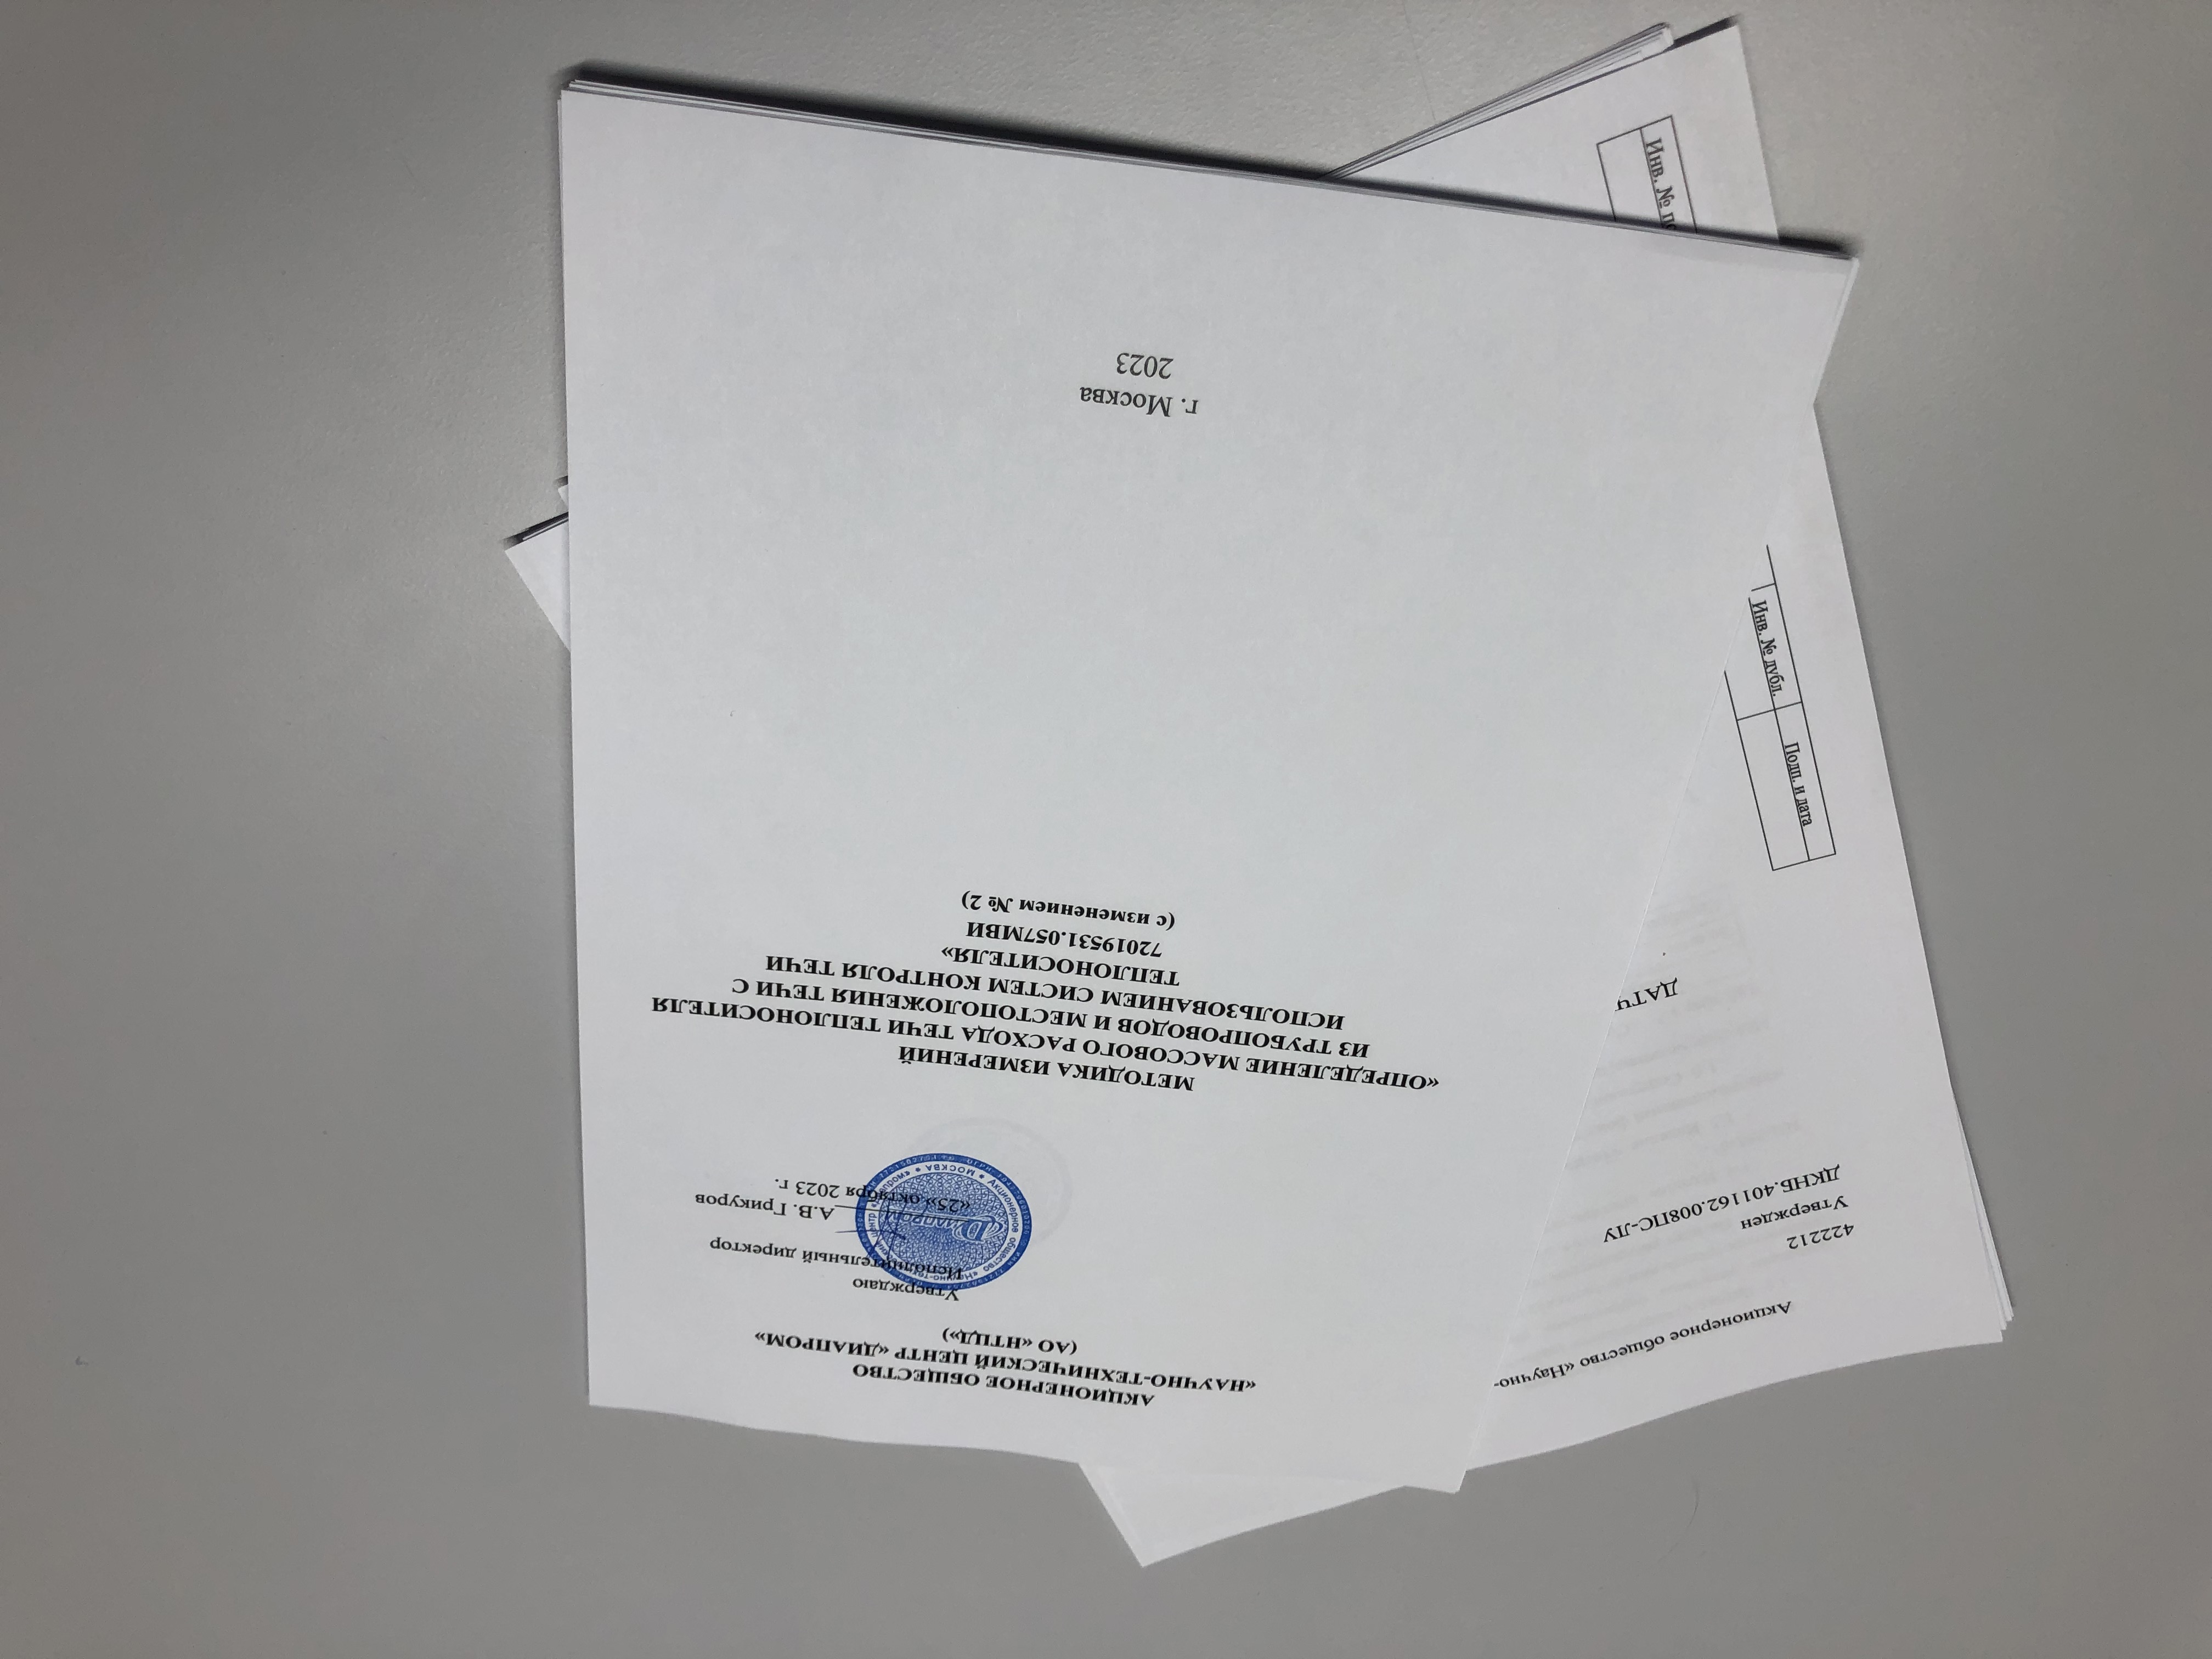 АКЦИОНЕРНОЕ ОБЩЕСТВО
«НАУЧНО-ТЕХНИЧЕСКИЙ ЦЕНТР «ДИАПРОМ»
(АО «НТЦД»)
Утверждаю
Исполнительный директор
А.В. Грикуров
«25» октября 2023 г.
ДИАПРОМ
МОСКВА
МЕТОДИКА ИЗМЕРЕНИЙ
«ОПРЕДЕЛЕНИЕ МАССОВОГО РАСХОДА ТЕЧИ ТЕПЛОНОСИТЕЛЯ
ИЗ ТРУБОПРОВОДОВ И МЕСТОПОЛОЖЕНИЯ ТЕЧИ С
ИСПОЛЬЗОВАНИЕМ СИСТЕМ КОНТРОЛЯ ТЕЧИ
ТЕПЛОНОСИТЕЛЯ»
72019531.057МВИ
(с изменением № 2)
г. Москва
2023
Акционерное общество «Научно-
422212
Утвержден
ДКНБ.401162.008ПС-ЛУ
ДАТЧ
Подп. и дата
Инв. № дубл.
Инв. № по